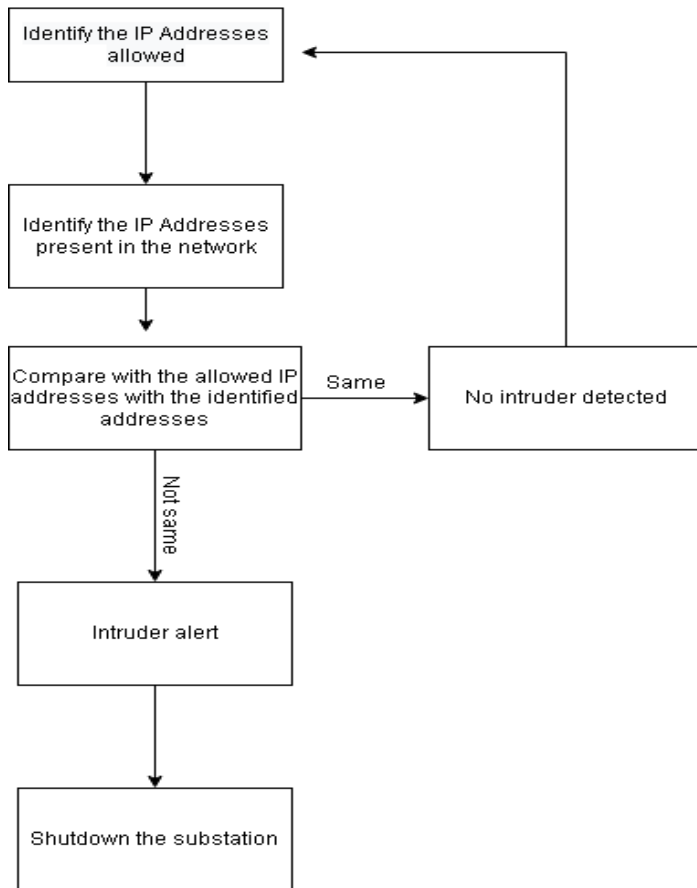 Identify the IP Addresses
allowed
Identify the IP Addresses
present in the network
Compare with the allowed IP
addresses with the identified
addresses
Same
No intruder detected
Not same
Intruder alert
Shutdown the substation